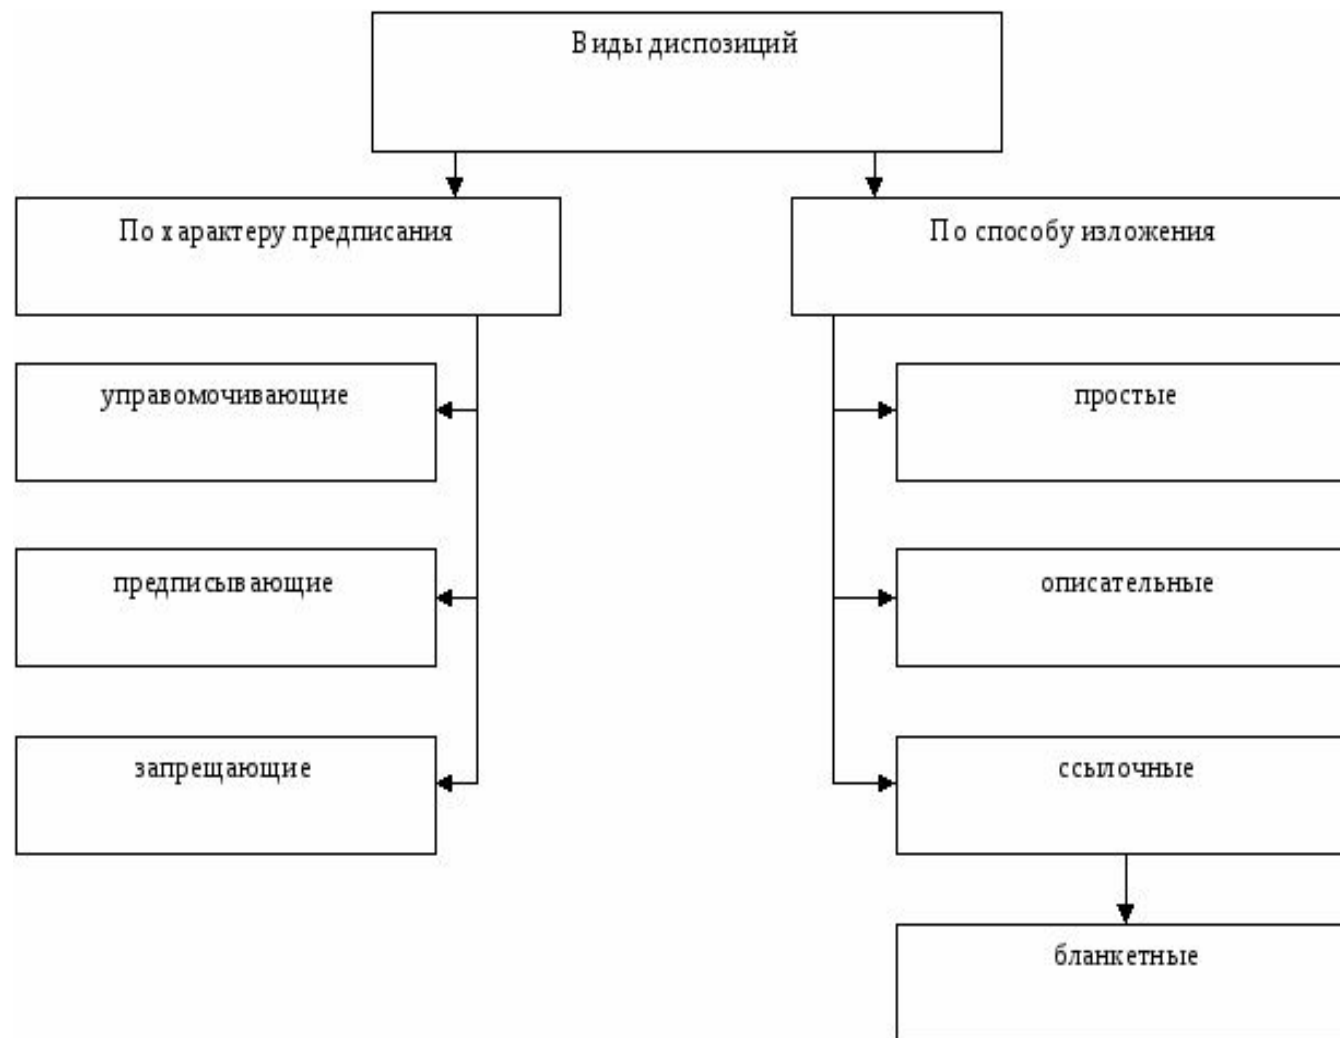 Виды диспозиций
По характеру предписания
По способу изложения
управомочивающие
простые
предписывающие
описательные
запрещающие
ссылочные
бланкетные